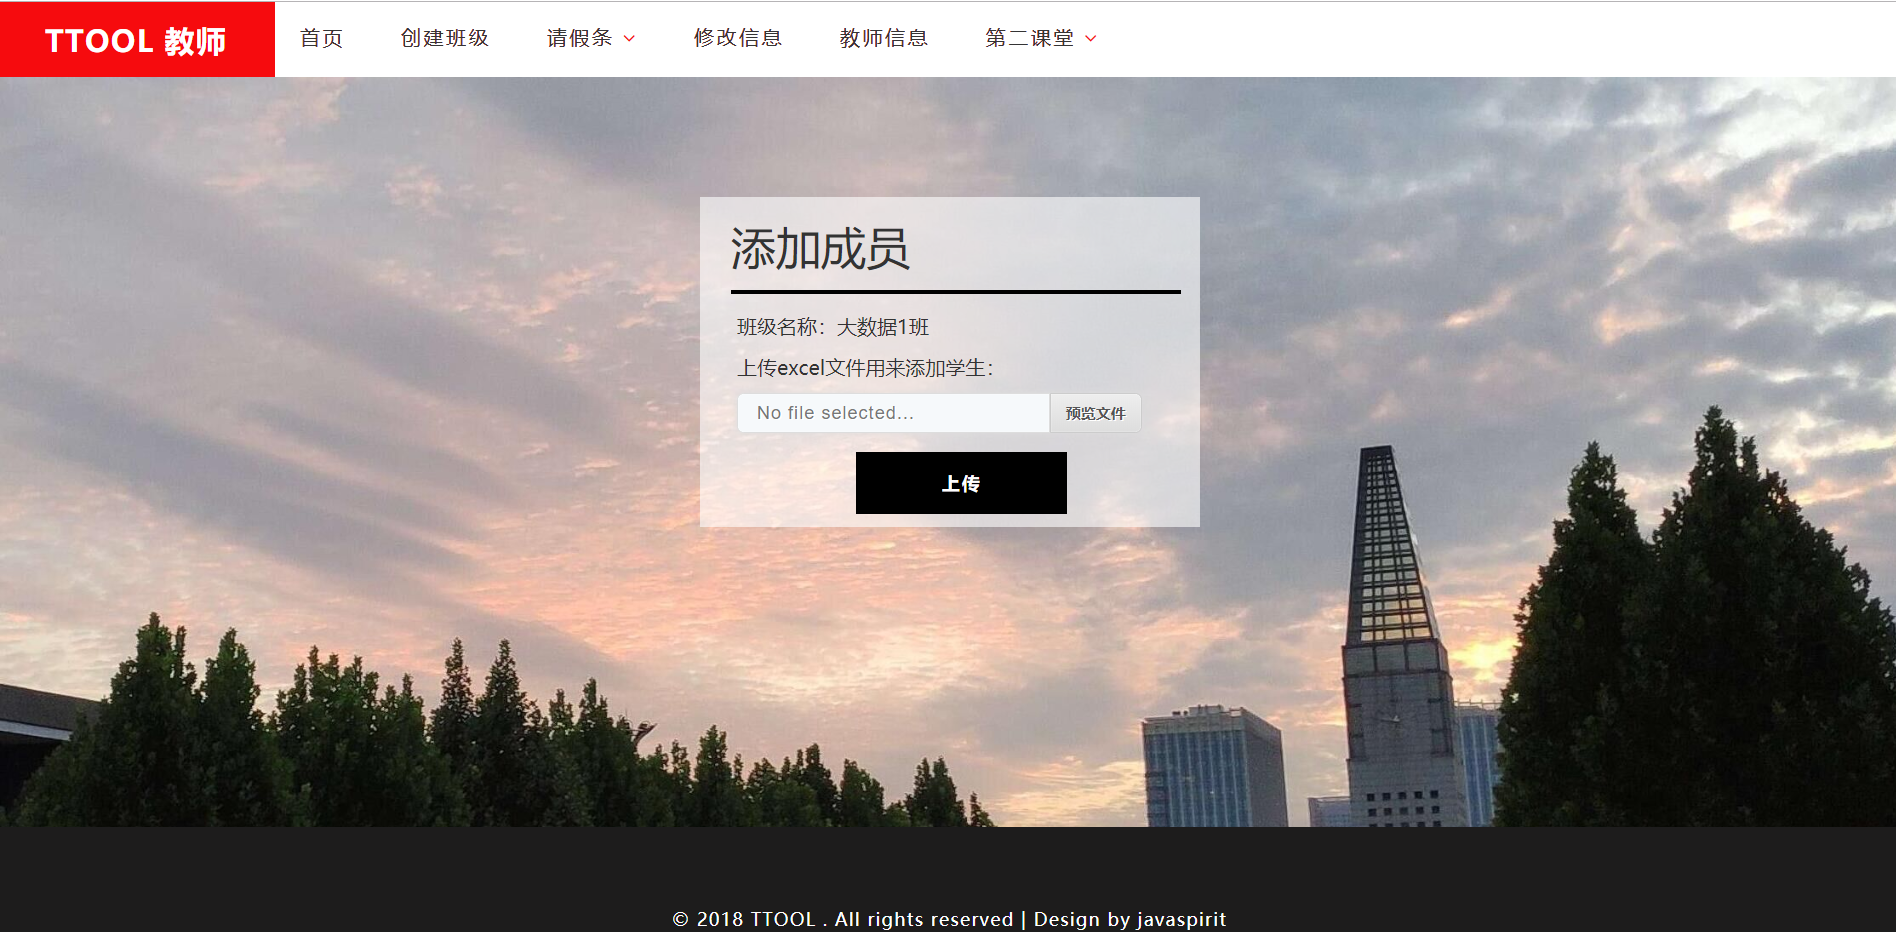 TTOOL 教师
首页
创建班级
请假条
修改信息
教师信息
第二课堂
添加成员
班级名称：大数据1班
上传excel文件用来添加学生：
No file selected...
预览文件
上传
© 2018 TTOOL . All rights reserved | Design by javaspirit